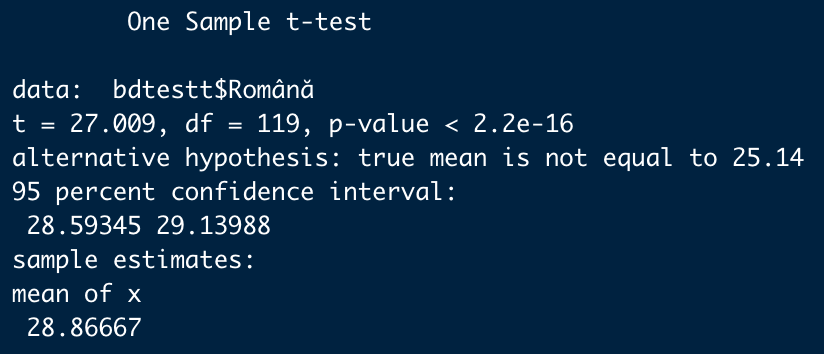 One Sample t-test
data:  bdtestt$Română
t = 27.009, df = 119, p-value < 2.2e-16
alternative hypothesis: true mean is not equal to 25.14
95 percent confidence interval:
28.59345 29.13988
sample estimates:
mean of x
28.86667